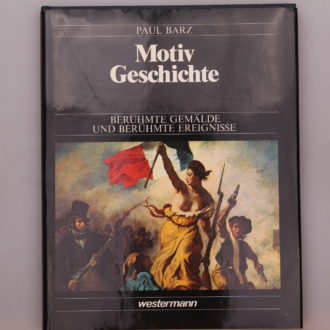 PAUL BARZ
Motiv
Geschichte
BERÜHMTE GEMÄLDE
UND BERÜHMTE EREIGNISSE
westermann